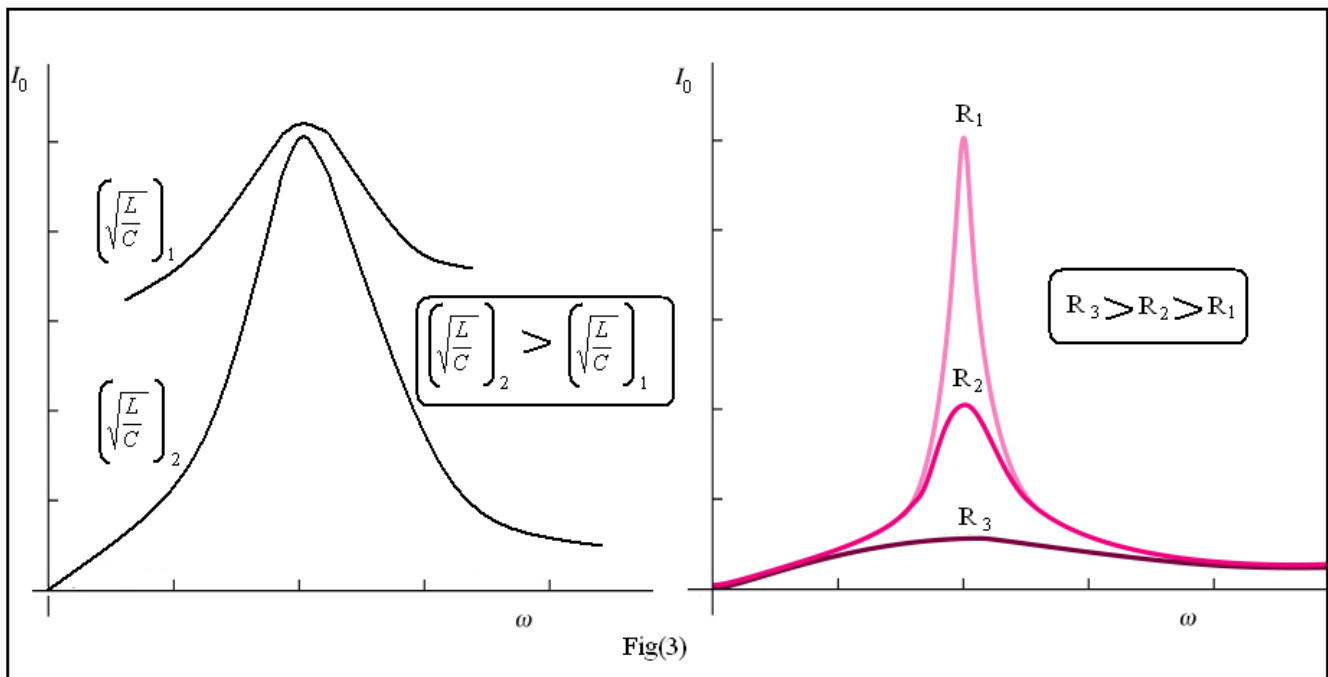 I₀
(√(L/C))₁
(√(L/C))₂
(√(L/C))₂ > (√(L/C))₁
ω
I₀
R₁
R₂
R₃
R₃ > R₂ > R₁
ω
Fig(3)